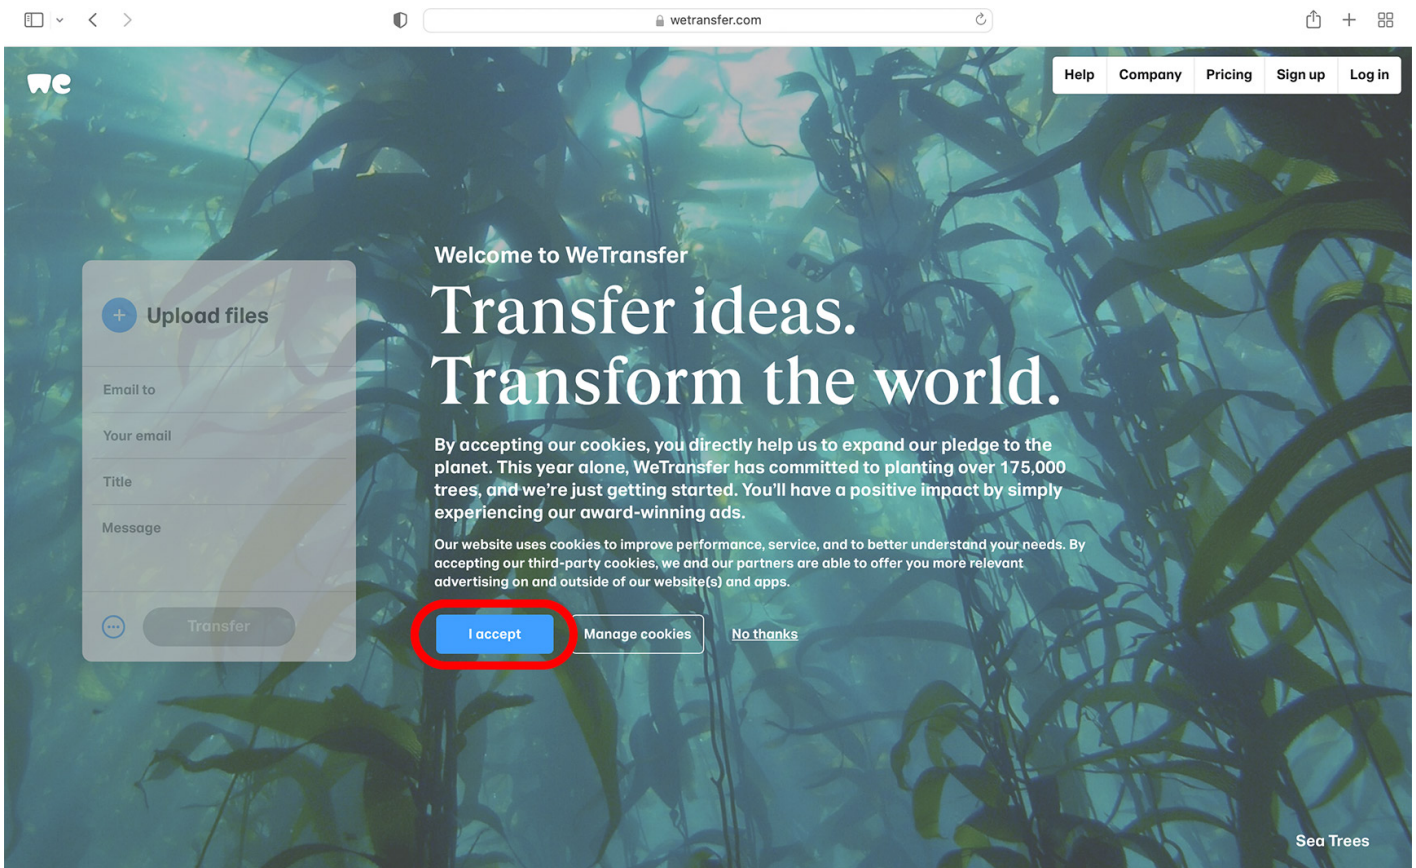 wetransfer.com
we
Help
Company
Pricing
Sign up
Log in
Upload files
Email to
Your email
Title
Message
Transfer
Welcome to WeTransfer
Transfer ideas.
Transform the world.
By accepting our cookies, you directly help us to expand our pledge to the
planet. This year alone, WeTransfer has committed to planting over 175,000
trees, and we’re just getting started. You’ll have a positive impact by simply
experiencing our award-winning ads.
Our website uses cookies to improve performance, service, and to better understand your needs. By
accepting our third-party cookies, we and our partners are able to offer you more relevant
advertising on and outside of our website(s) and apps.
I accept
Manage cookies
No thanks
Sea Trees